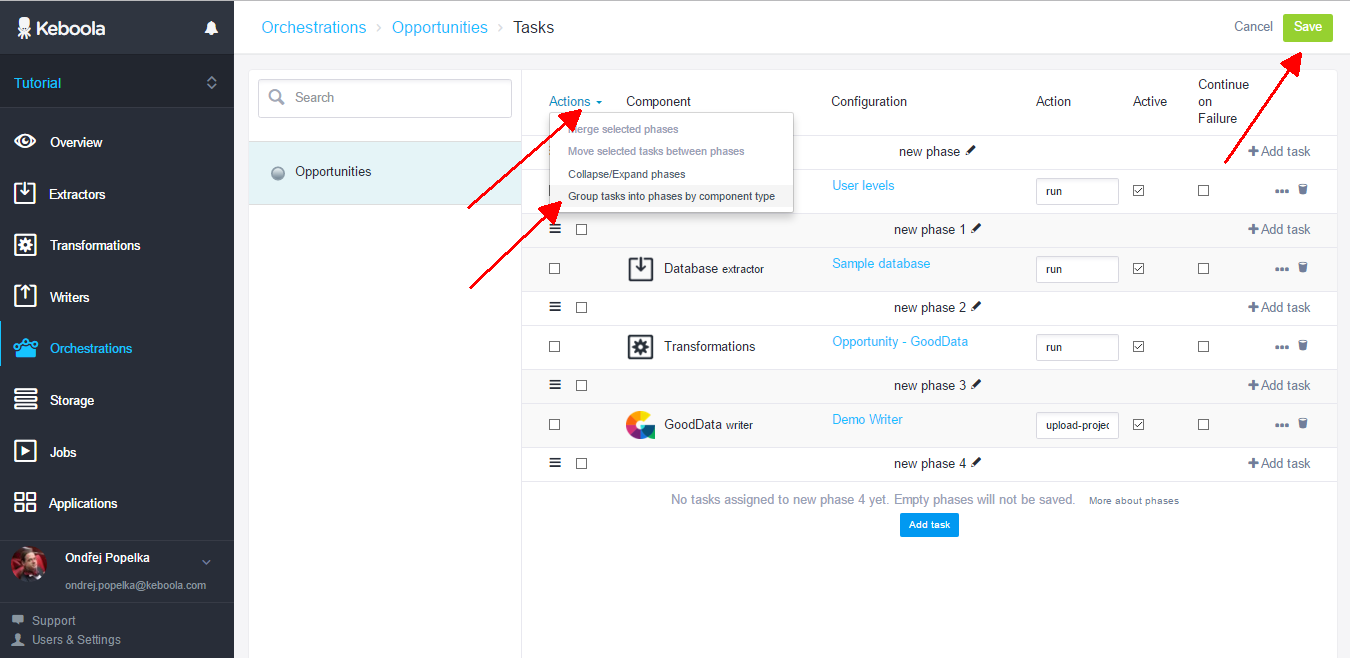 Keboola
Tutorial
Overview
Extractors
Transformations
Writers
Orchestrations
Storage
Jobs
Applications
Ondřej Popelka
ondrej.popelka@keboola.com
Support
Users & Settings
Orchestrations › Opportunities › Tasks
Cancel Save
Search
Opportunities
Actions Component Configuration Action Active Continue on Failure
Merge selected phases
Move selected tasks between phases
Collapse/Expand phases
Group tasks into phases by component type
new phase + Add task
User levels run
new phase 1 + Add task
Database extractor Sample database run
new phase 2 + Add task
Transformations Opportunity - GoodData run
new phase 3 + Add task
GoodData writer Demo Writer upload-projec
new phase 4 + Add task
No tasks assigned to new phase 4 yet. Empty phases will not be saved. More about phases
Add task